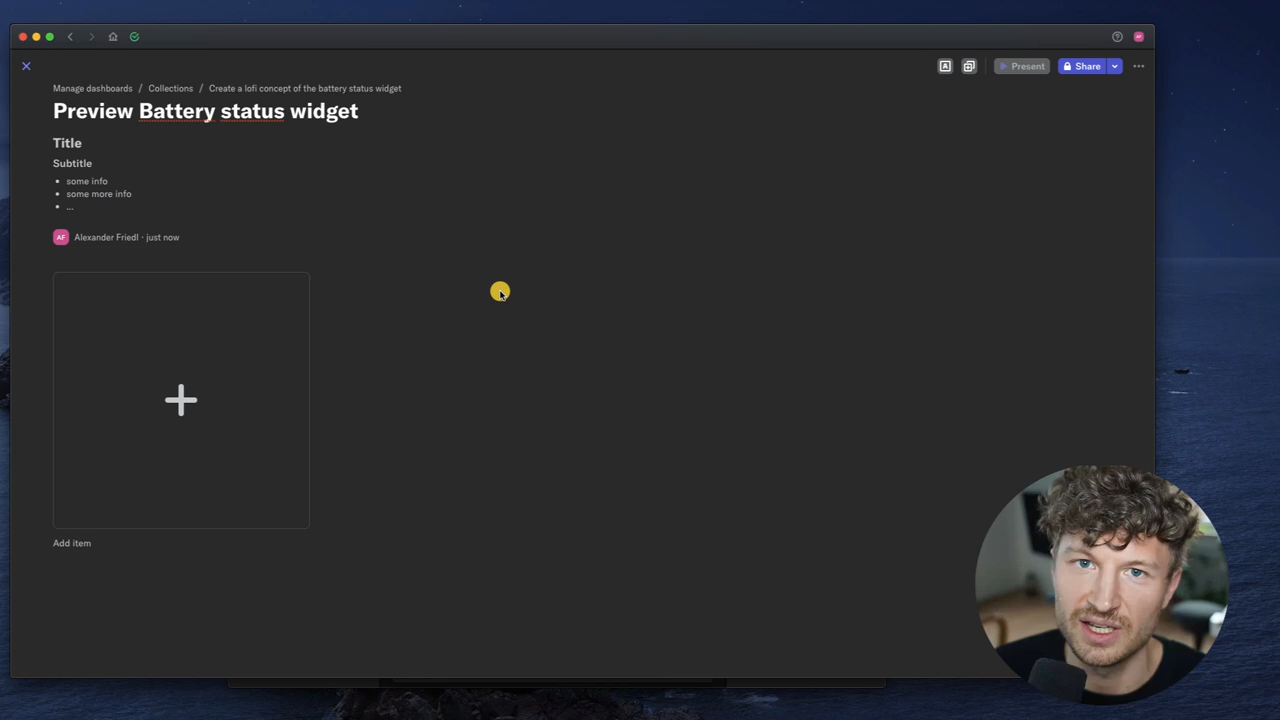 Present
Share
Manage dashboards / Collections / Create a lofi concept of the battery status widget
Preview Battery status widget
Title
Subtitle
• some info
• some more info
• ...
AF Alexander Friedl · just now
Add item